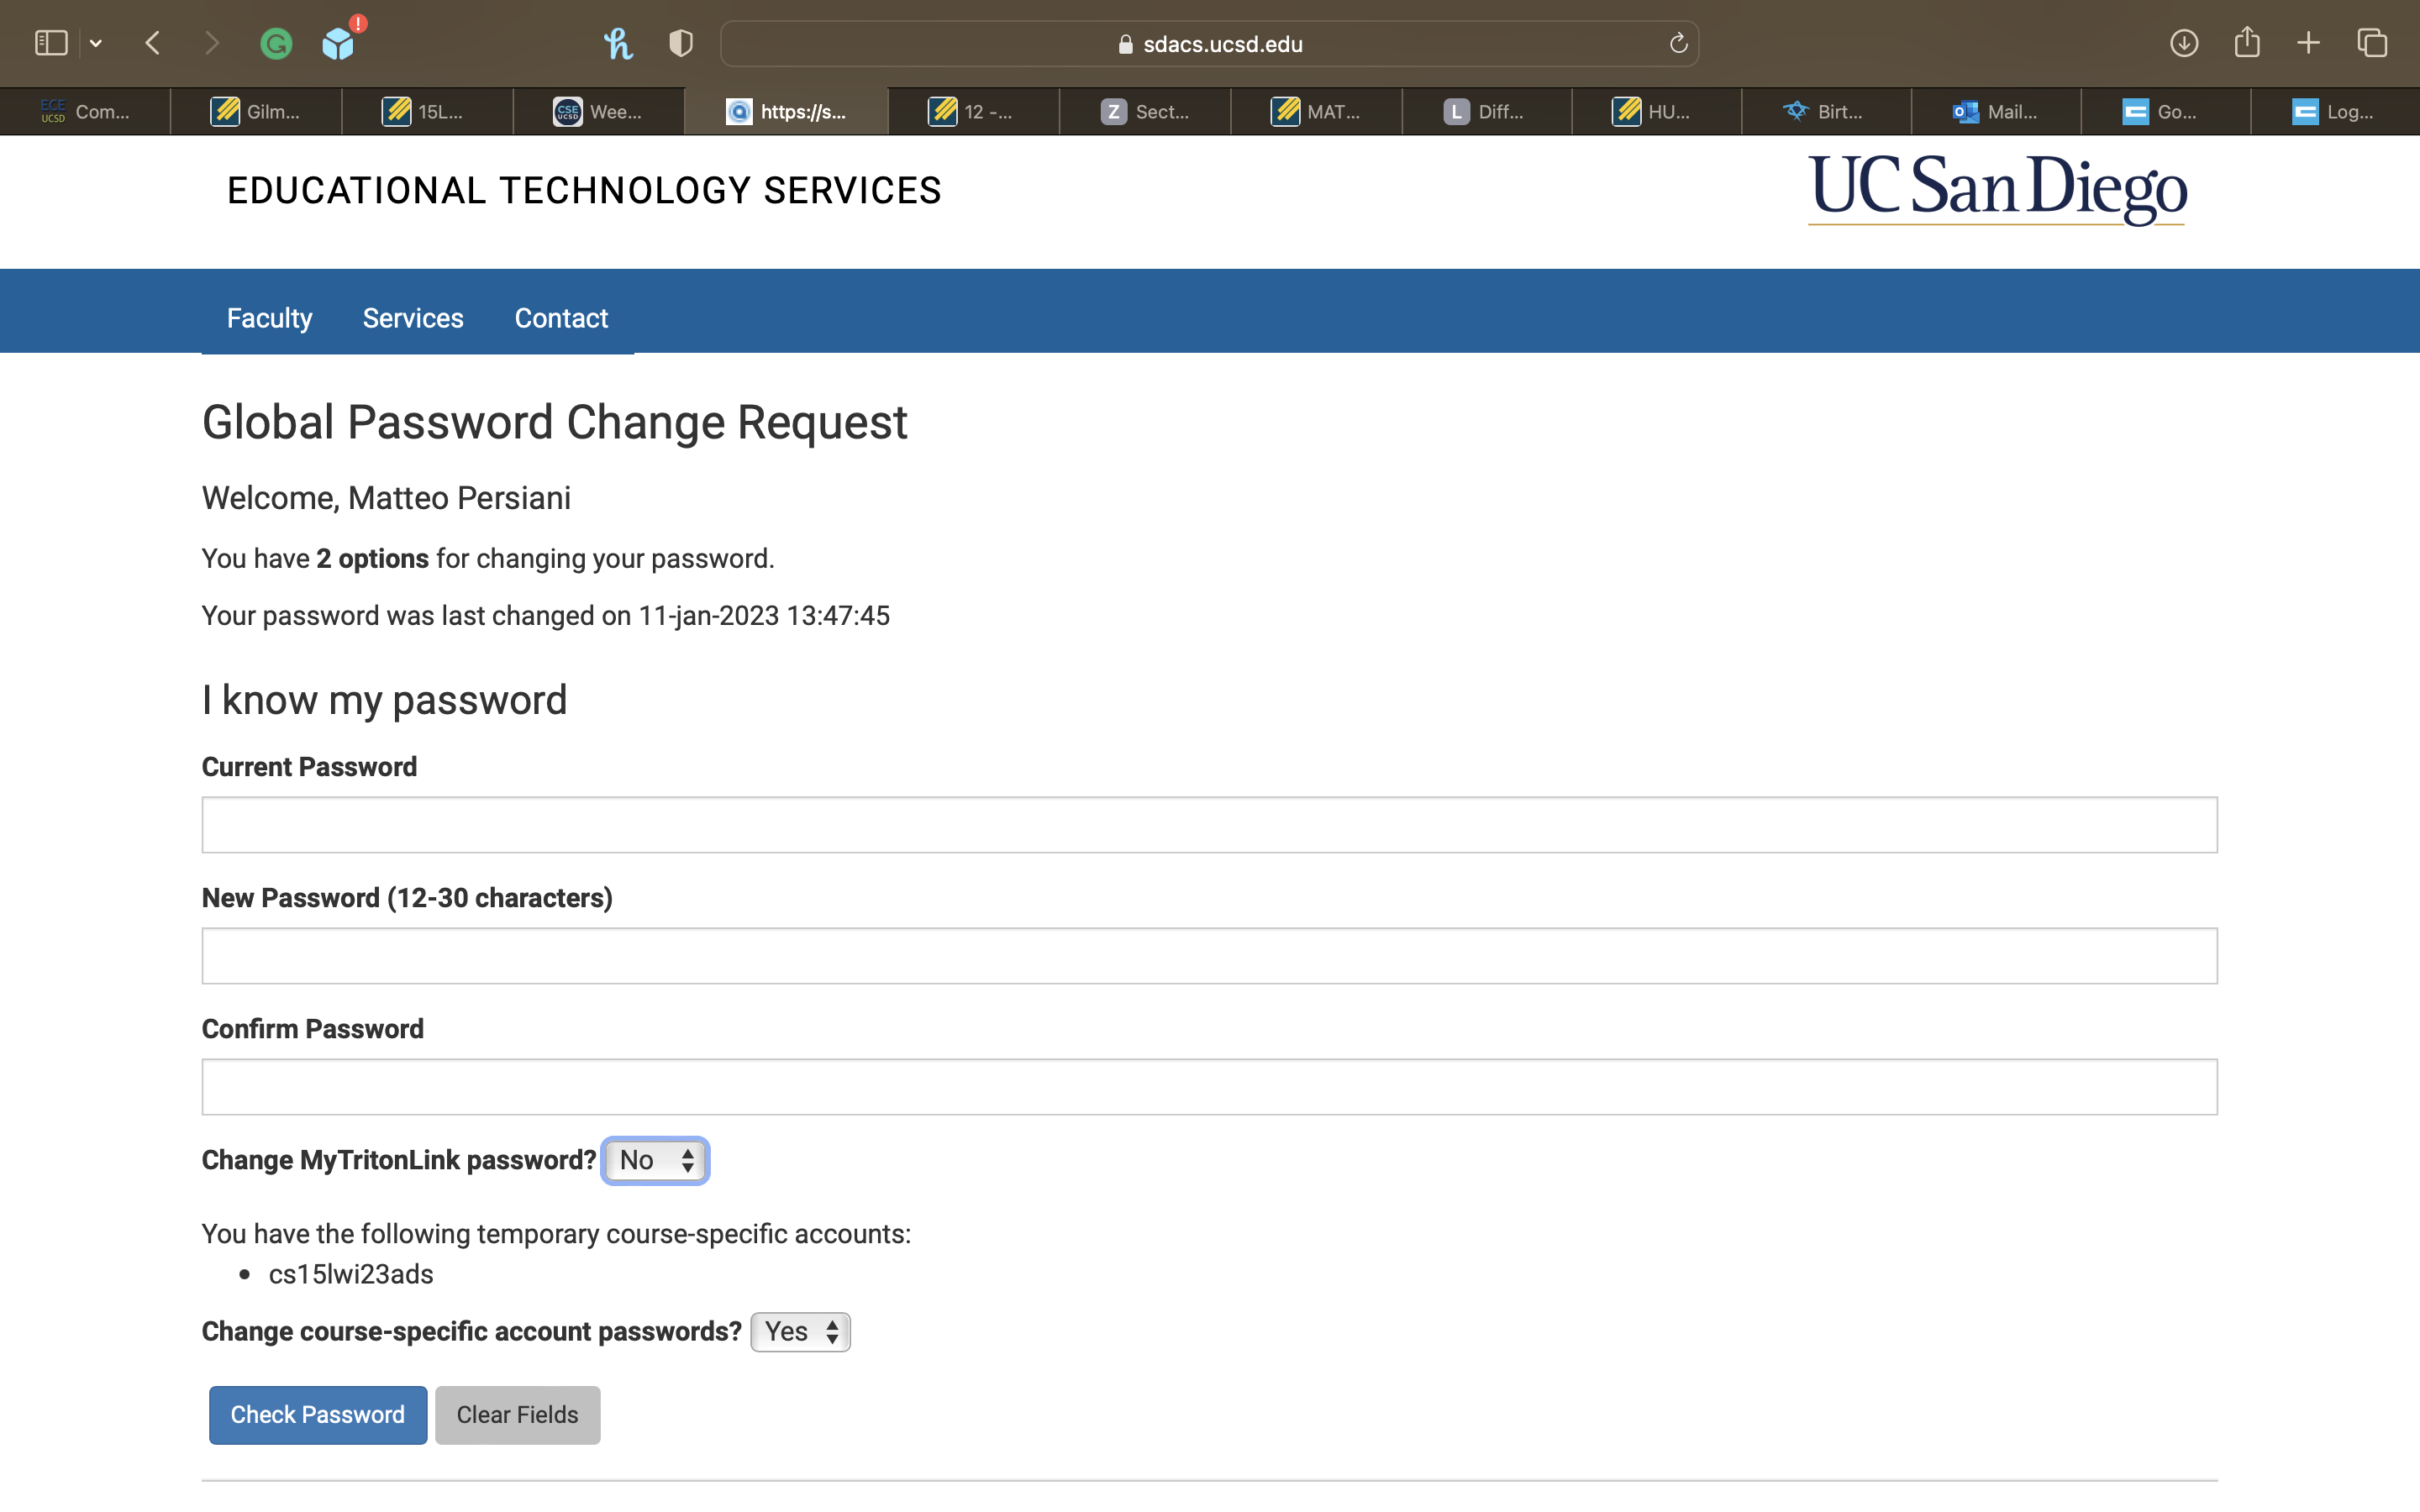 sdacs.ucsd.edu
ECE UCSD Com...
Gilm...
15L...
CSE UCSD Wee...
https://s...
12 -...
Z Sect...
MAT...
L Diff...
HU...
Birt...
Mail...
Go...
Log...
EDUCATIONAL TECHNOLOGY SERVICES
UC San Diego
Faculty Services Contact
Global Password Change Request
Welcome, Matteo Persiani
You have 2 options for changing your password.
Your password was last changed on 11-jan-2023 13:47:45
I know my password
Current Password
New Password (12-30 characters)
Confirm Password
Change MyTritonLink password? No
You have the following temporary course-specific accounts:
• cs15lwi23ads
Change course-specific account passwords? Yes
Check Password Clear Fields